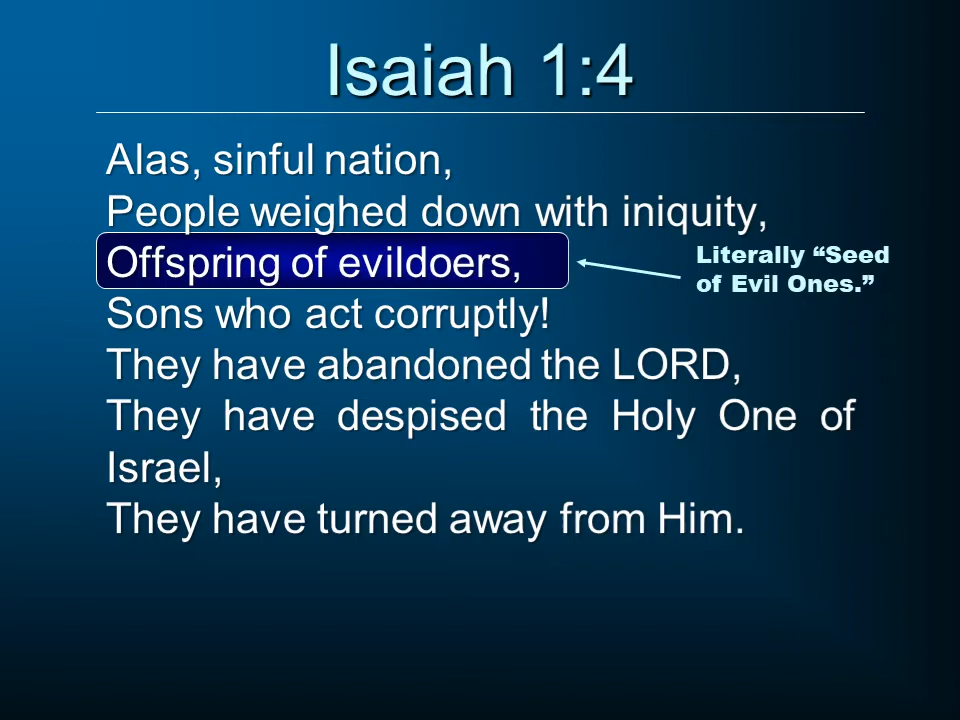 Isaiah 1:4
Alas, sinful nation,
People weighed down with iniquity,
Offspring of evildoers,
Literally “Seed
of Evil Ones.”
Sons who act corruptly!
They have abandoned the LORD,
They have despised the Holy One of
Israel,
They have turned away from Him.